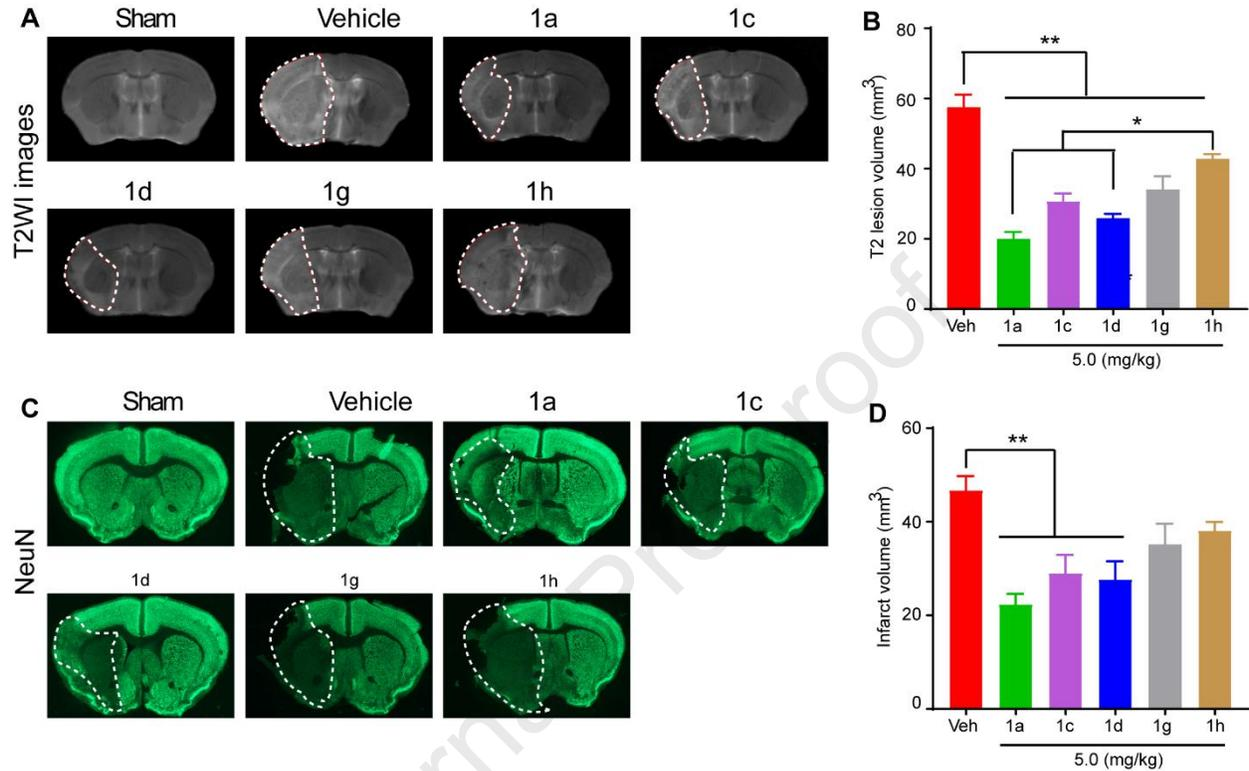 A
Sham
Vehicle
1a
1c
T2WI images
1d
1g
1h
B
80
60
40
20
0
T2 lesion volume (mm3)
**
*
Veh
1a
1c
1d
1g
1h
5.0 (mg/kg)
C
Sham
Vehicle
1a
1c
NeuN
1d
1g
1h
D
60
40
20
0
Infarct volume (mm3)
**
Veh
1a
1c
1d
1g
1h
5.0 (mg/kg)